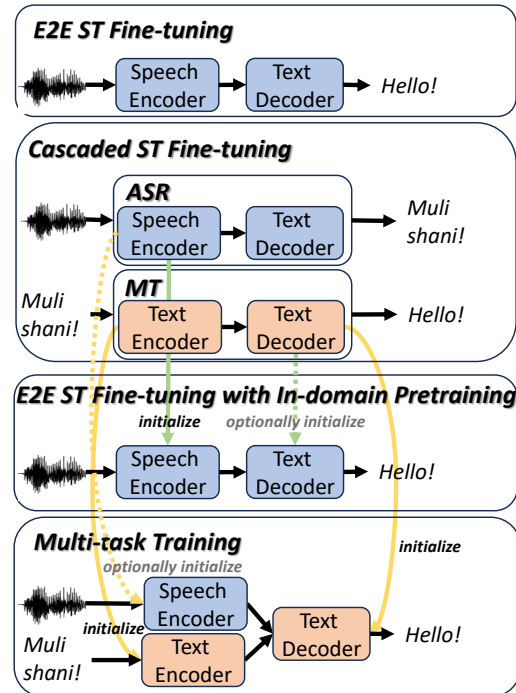 E2E ST Fine-tuning
Speech
Encoder
Text
Decoder
Hello!
Cascaded ST Fine-tuning
ASR
Speech
Encoder
Text
Decoder
Muli
shani!
MT
Muli
shani!
Text
Encoder
Text
Decoder
Hello!
E2E ST Fine-tuning with In-domain Pretraining
initialize
optionally initialize
Speech
Encoder
Text
Decoder
Hello!
Multi-task Training
optionally initialize
initialize
Speech
Encoder
initialize
Muli
shani!
Text
Encoder
Text
Decoder
Hello!